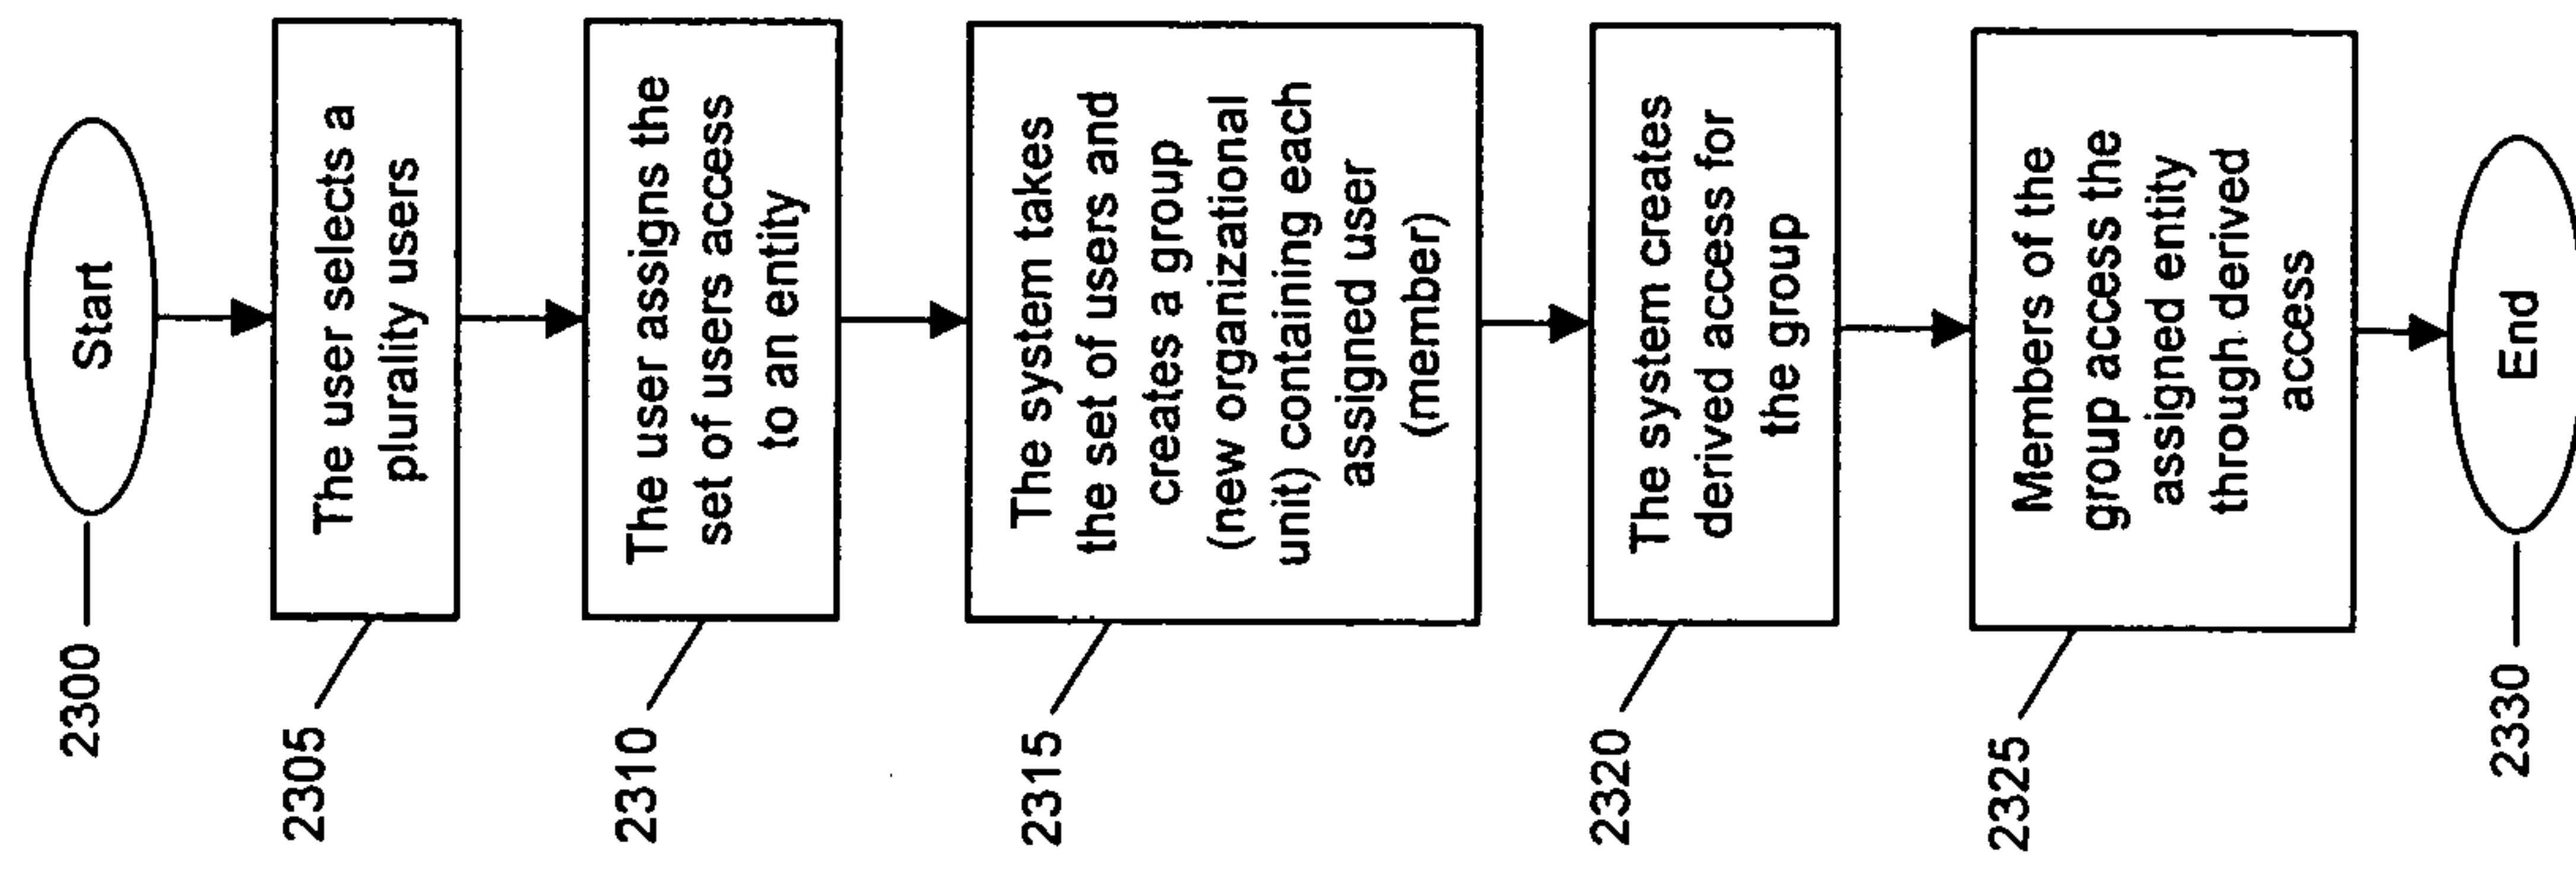 2300
Start
2305
The user selects a
plurality users
2310
The user assigns the
set of users access
to an entity
2315
The system takes
the set of users and
creates a group
(new organizational
unit) containing each
assigned user
(member)
2320
The system creates
derived access for
the group
2325
Members of the
group access the
assigned entity
through derived
access
2330
End